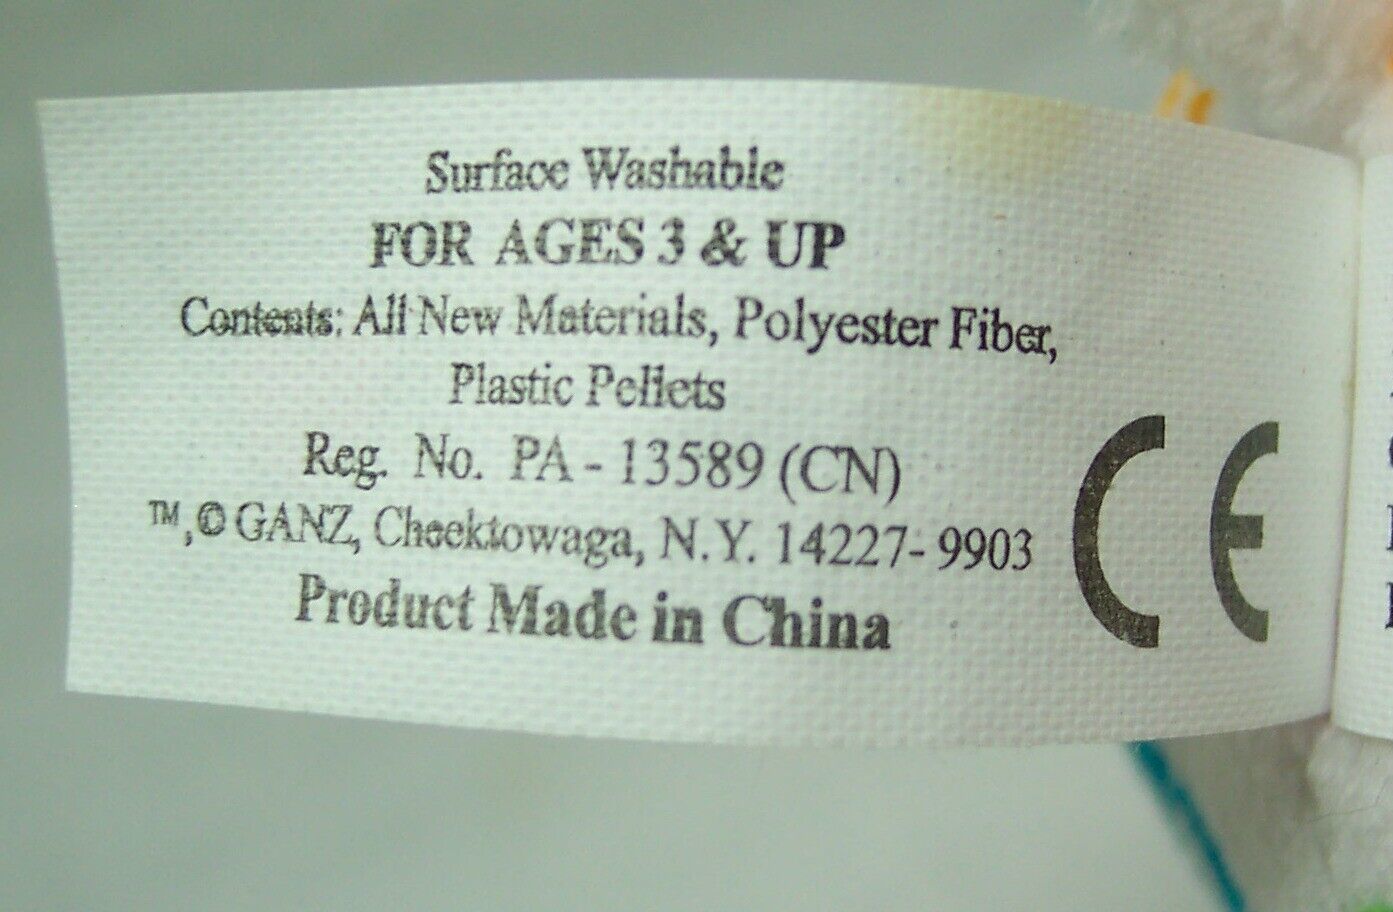 Surface Washable
FOR AGES 3 & UP
Contents: All New Materials, Polyester Fiber,
Plastic Pellets
Reg. No. PA - 13589 (CN)
™,© GANZ, Cheektowaga, N.Y. 14227-9903
Product Made in China
CE